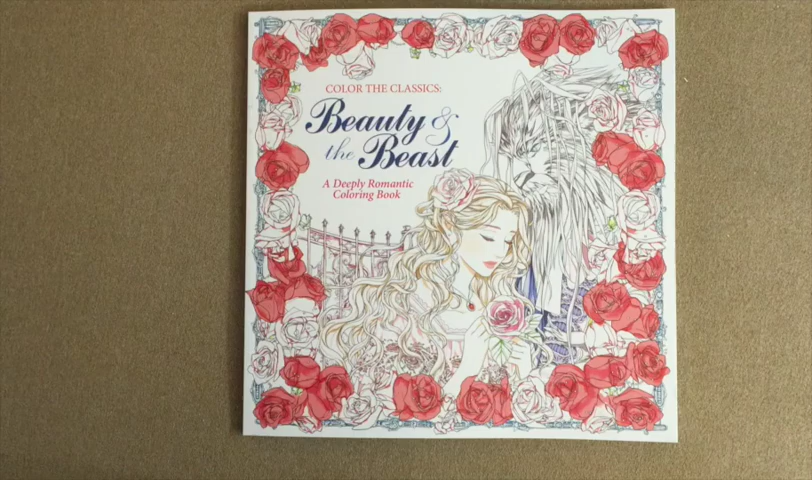 COLOR THE CLASSICS:
Beauty &
the Beast
A Deeply Romantic
Coloring Book